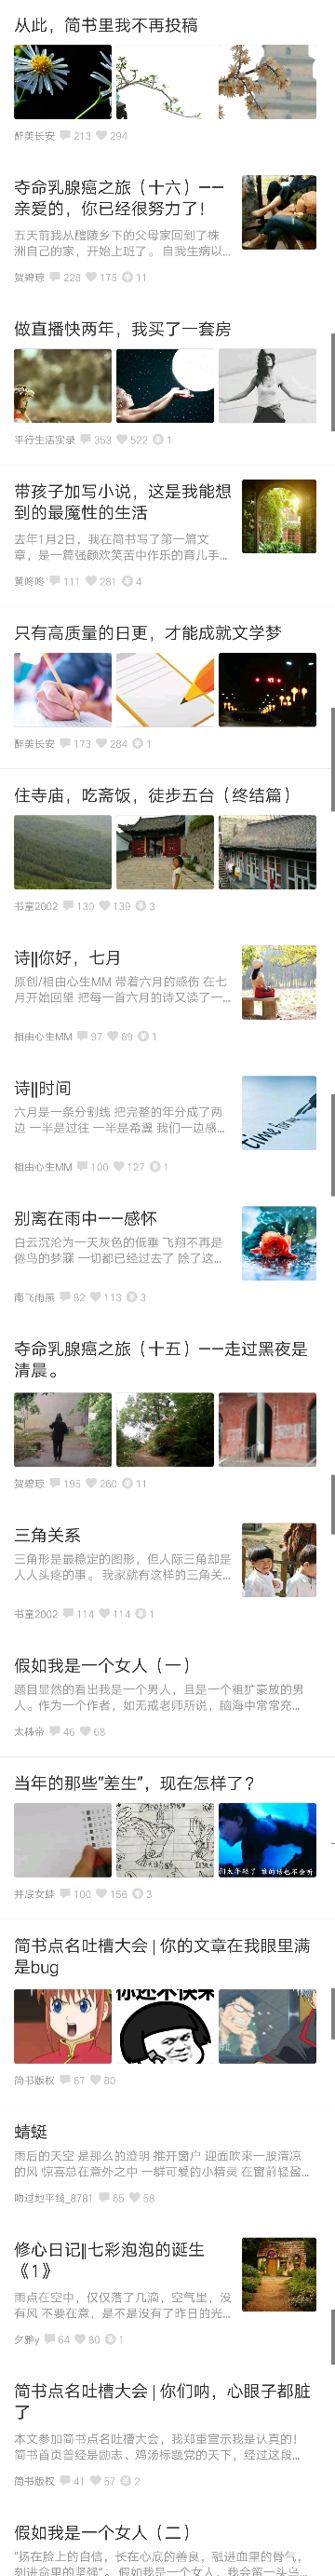 从此，简书里我不再投稿
醉美长安 213 294
夺命乳腺癌之旅（十六）——
亲爱的，你已经很努力了！
五天前我从醴陵乡下的父母家回到了株
洲自己的家，开始上班了。自我生病以...
贺碧琼 228 175 11
做直播快两年，我买了一套房
平行生活实录 353 522 1
带孩子加写小说，这是我能想
到的最魔性的生活
去年1月2日，我在简书写了第一篇文
章，是一篇强颜欢笑苦中作乐的育儿手...
黄咚咚 111 281 4
只有高质量的日更，才能成就文学梦
醉美长安 173 284 1
住寺庙，吃斋饭，徒步五台（终结篇）
书童2002 130 139 3
诗‖你好，七月
原创/相由心生MM 带着六月的感伤 在七
月开始回望 把每一首六月的诗又读了一...
相由心生MM 97 89 1
诗‖时间
六月是一条分割线 把完整的年分成了两
边 一半是过往 一半是希冀 我们一边感...
相由心生MM 100 127 1
别离在雨中——感怀
白云沉沦为一天灰色的低垂 飞翔不再是
倦鸟的梦寐 一切都已经过去了 除了这...
南飞雨燕 82 113 3
夺命乳腺癌之旅（十五）——走过黑夜是
清晨。
贺碧琼 195 260 11
三角关系
三角形是最稳定的图形，但人际三角却是
人人头疼的事。我家就有这样的三角关...
书童2002 114 114 1
假如我是一个女人（一）
题目显然的看出我是一个男人，且是一个粗犷豪放的男
人。作为一个作者，如无戒老师所说，脑海中常常充...
太秾帝 46 68
当年的那些“差生”，现在怎样了？
井底女蛙 100 156 3
简书点名吐槽大会 | 你的文章在我眼里满
是bug
简书版权 67 80
蜻蜓
雨后的天空 是那么的澄明 推开窗户 迎面吹来一股清凉
的风 惊喜总在意外之中 一群可爱的小精灵 在窗前轻盈...
吻过地平线_8781 65 58
修心日记‖七彩泡泡的诞生
《1》
雨点在空中，仅仅落了几滴，空气里，没
有风 不要在意，是不是没有了昨日的光...
夕雅y 64 80 1
简书点名吐槽大会 | 你们呐，心眼子都脏
了
本文参加简书点名吐槽大会，我郑重宣示我是认真的！
简书首页曾经是励志、鸡汤标题党的天下，经过这段...
简书版权 41 57 2
假如我是一个女人（二）
“扬在脸上的自信，长在心底的善良，融进血里的骨气，
刻进命里的坚强”。假如我是一个女人，我会留一头乌...